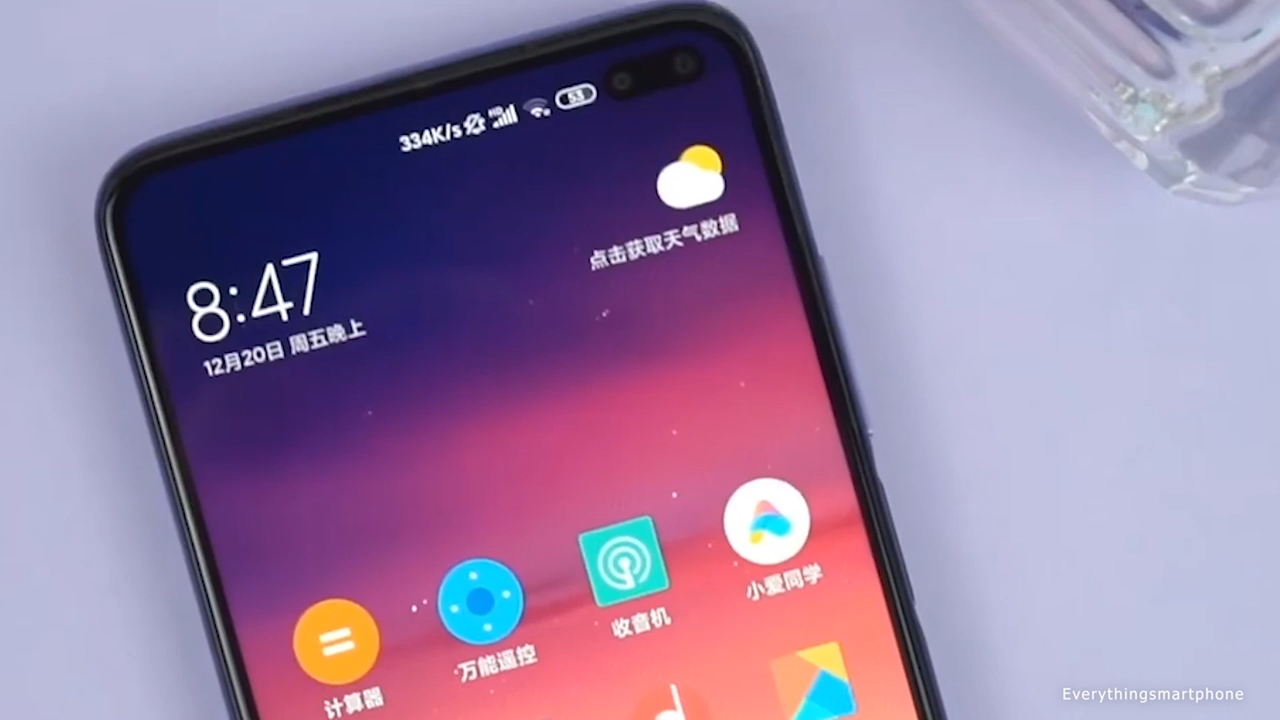 334K/s HD 53
点击获取天气数据
8:47
12月20日 周五晚上
计算器 万能遥控 收音机 小爱同学
Everythingsmartphone